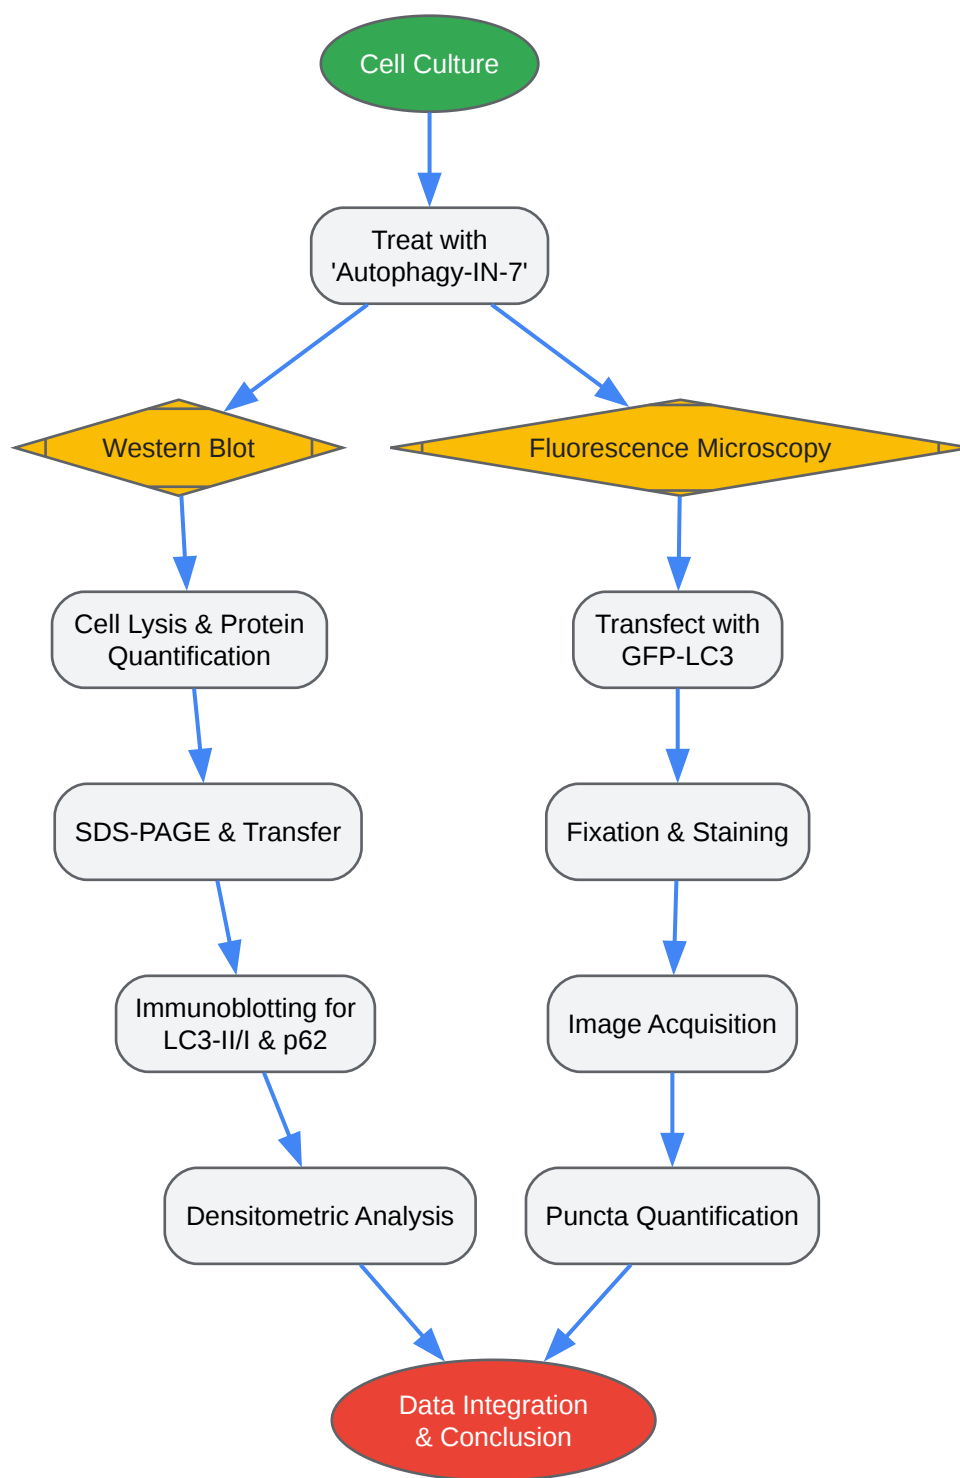 Cell Culture
Treat with
'Autophagy-IN-7'
Western Blot
Fluorescence Microscopy
Cell Lysis & Protein
Quantification
Transfect with
GFP-LC3
SDS-PAGE & Transfer
Fixation & Staining
Immunoblotting for
LC3-II/I & p62
Image Acquisition
Densitometric Analysis
Puncta Quantification
Data Integration
& Conclusion